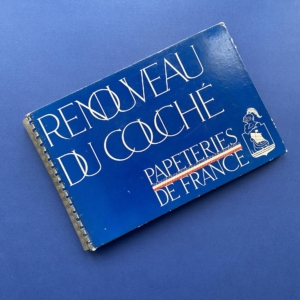 RENOUVEAU
DU COUCHÉ
PAPETERIES
DE FRANCE